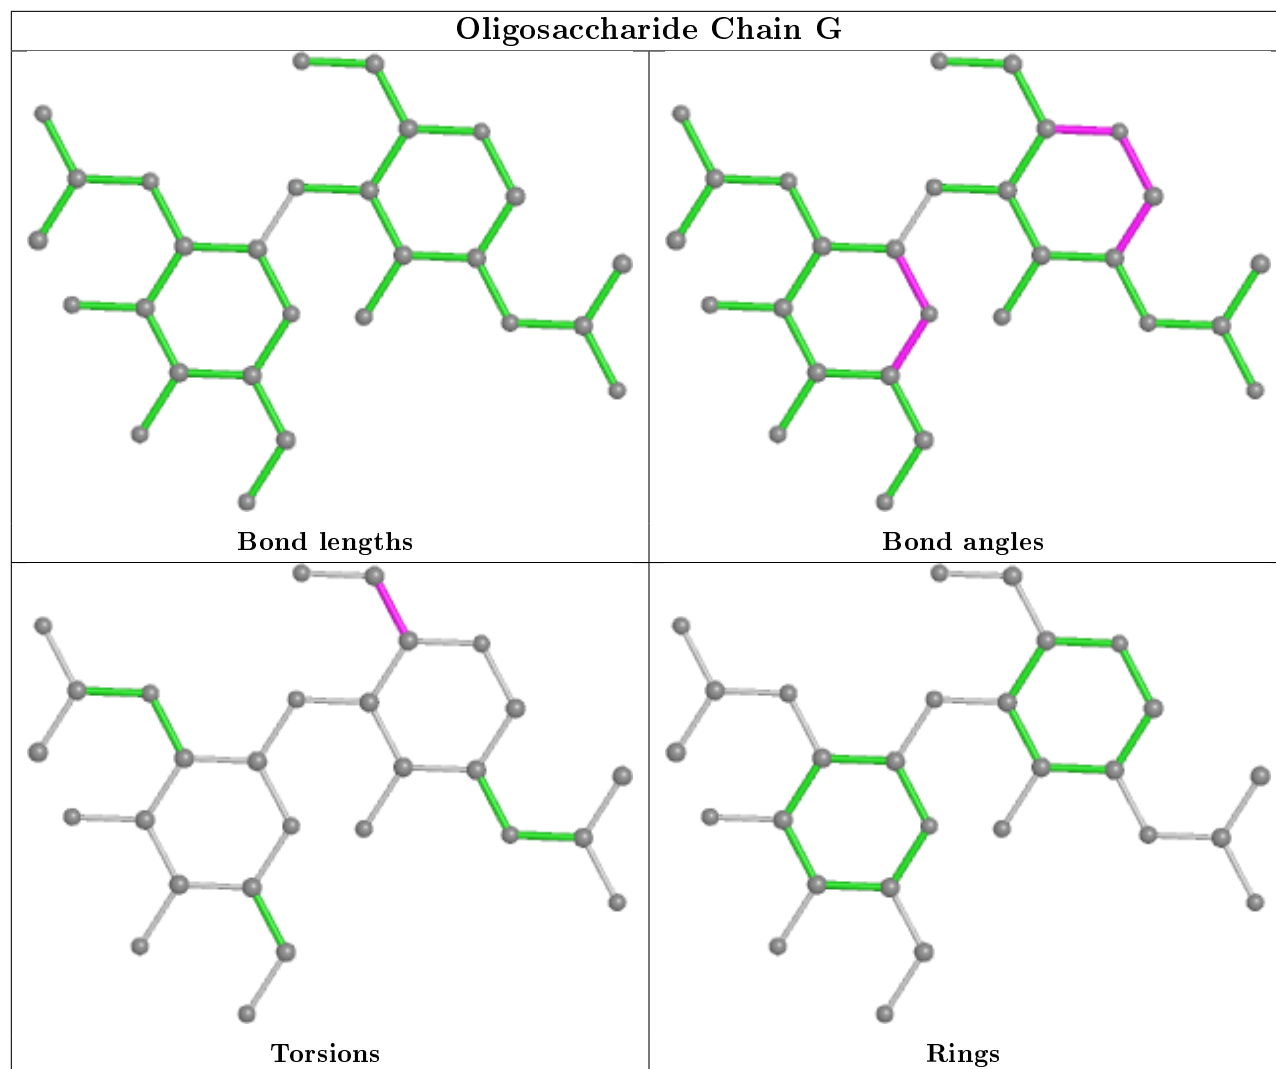 Oligosaccharide Chain G
Bond lengths
Bond angles
Torsions
Rings